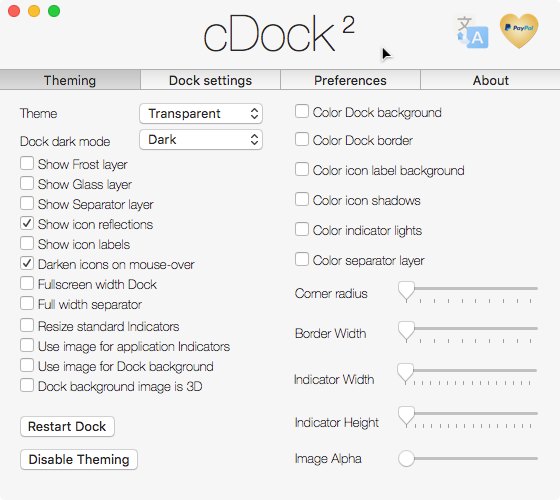 cDock 2
文 A
PayPal
Theming
Dock settings
Preferences
About
Theme
Transparent
Dock dark mode
Dark
Show Frost layer
Show Glass layer
Show Separator layer
Show icon reflections
Show icon labels
Darken icons on mouse-over
Fullscreen width Dock
Full width separator
Resize standard Indicators
Use image for application Indicators
Use image for Dock background
Dock background image is 3D
Restart Dock
Disable Theming
Color Dock background
Color Dock border
Color icon label background
Color icon shadows
Color indicator lights
Color separator layer
Corner radius
Border Width
Indicator Width
Indicator Height
Image Alpha